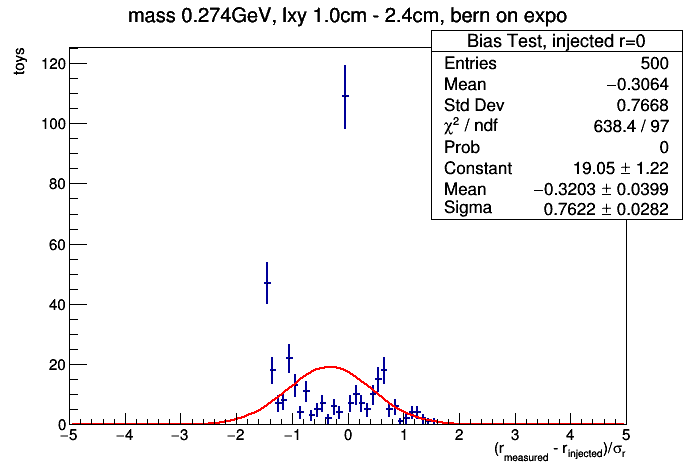 mass 0.274GeV, lxy 1.0cm - 2.4cm, bern on expo
Bias Test, injected r=0
Entries 500
Mean −0.3064
Std Dev 0.7668
χ² / ndf 638.4 / 97
Prob 0
Constant 19.05 ± 1.22
Mean −0.3203 ± 0.0399
Sigma 0.7622 ± 0.0282
toys
120
100
80
60
40
20
0
−5 −4 −3 −2 −1 0 1 2 3 4 5
(r_measured - r_injected)/σ_r